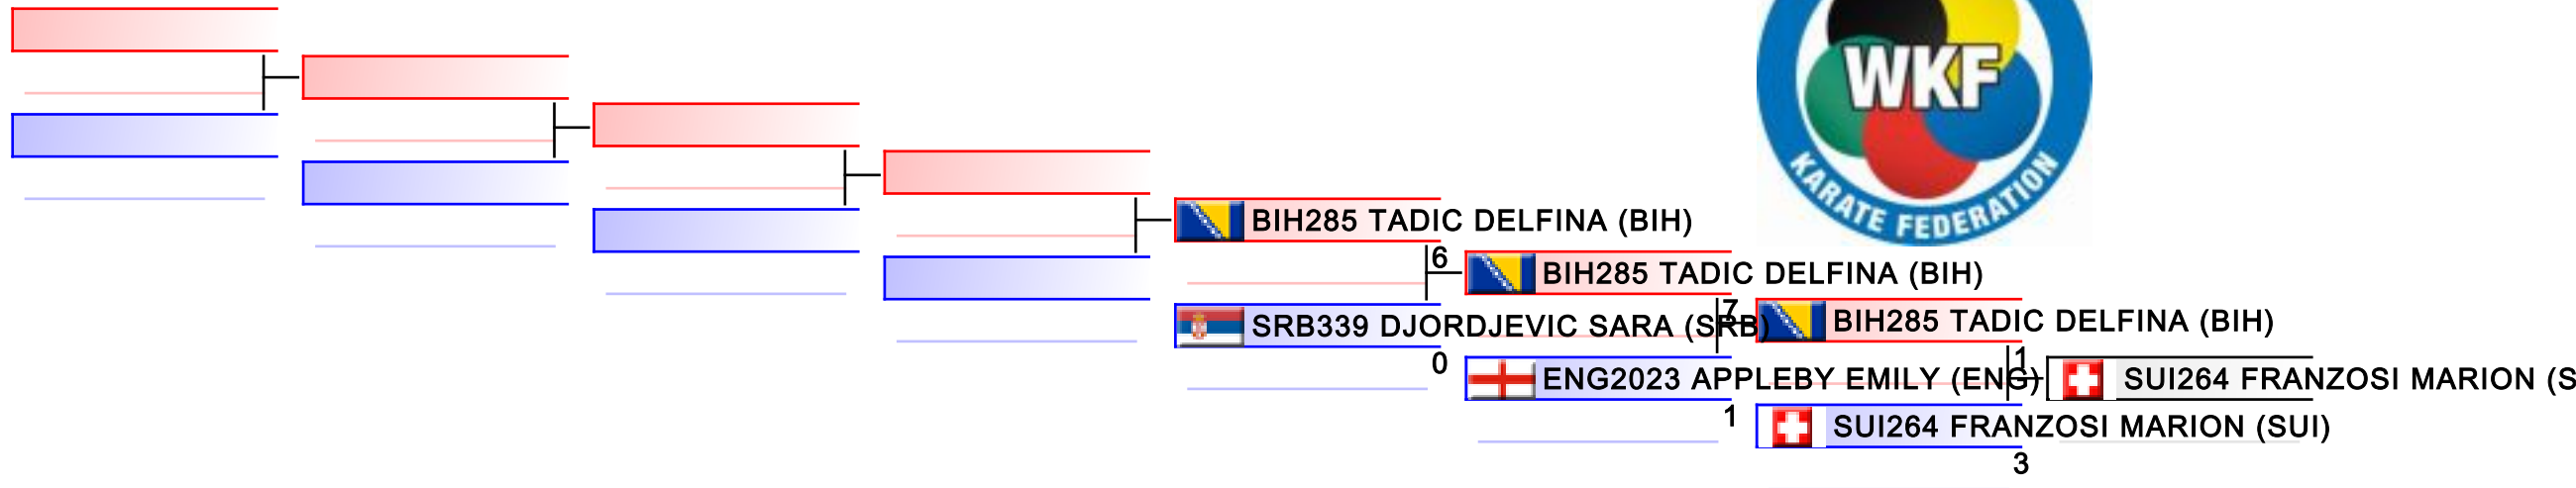 WKF
KARATE FEDERATION
BIH285 TADIC DELFINA (BIH)
6
BIH285 TADIC DELFINA (BIH)
SRB339 DJORDJEVIC SARA (SRB)
7
BIH285 TADIC DELFINA (BIH)
0
ENG2023 APPLEBY EMILY (ENG)
1
SUI264 FRANZOSI MARION (S
1
SUI264 FRANZOSI MARION (SUI)
3